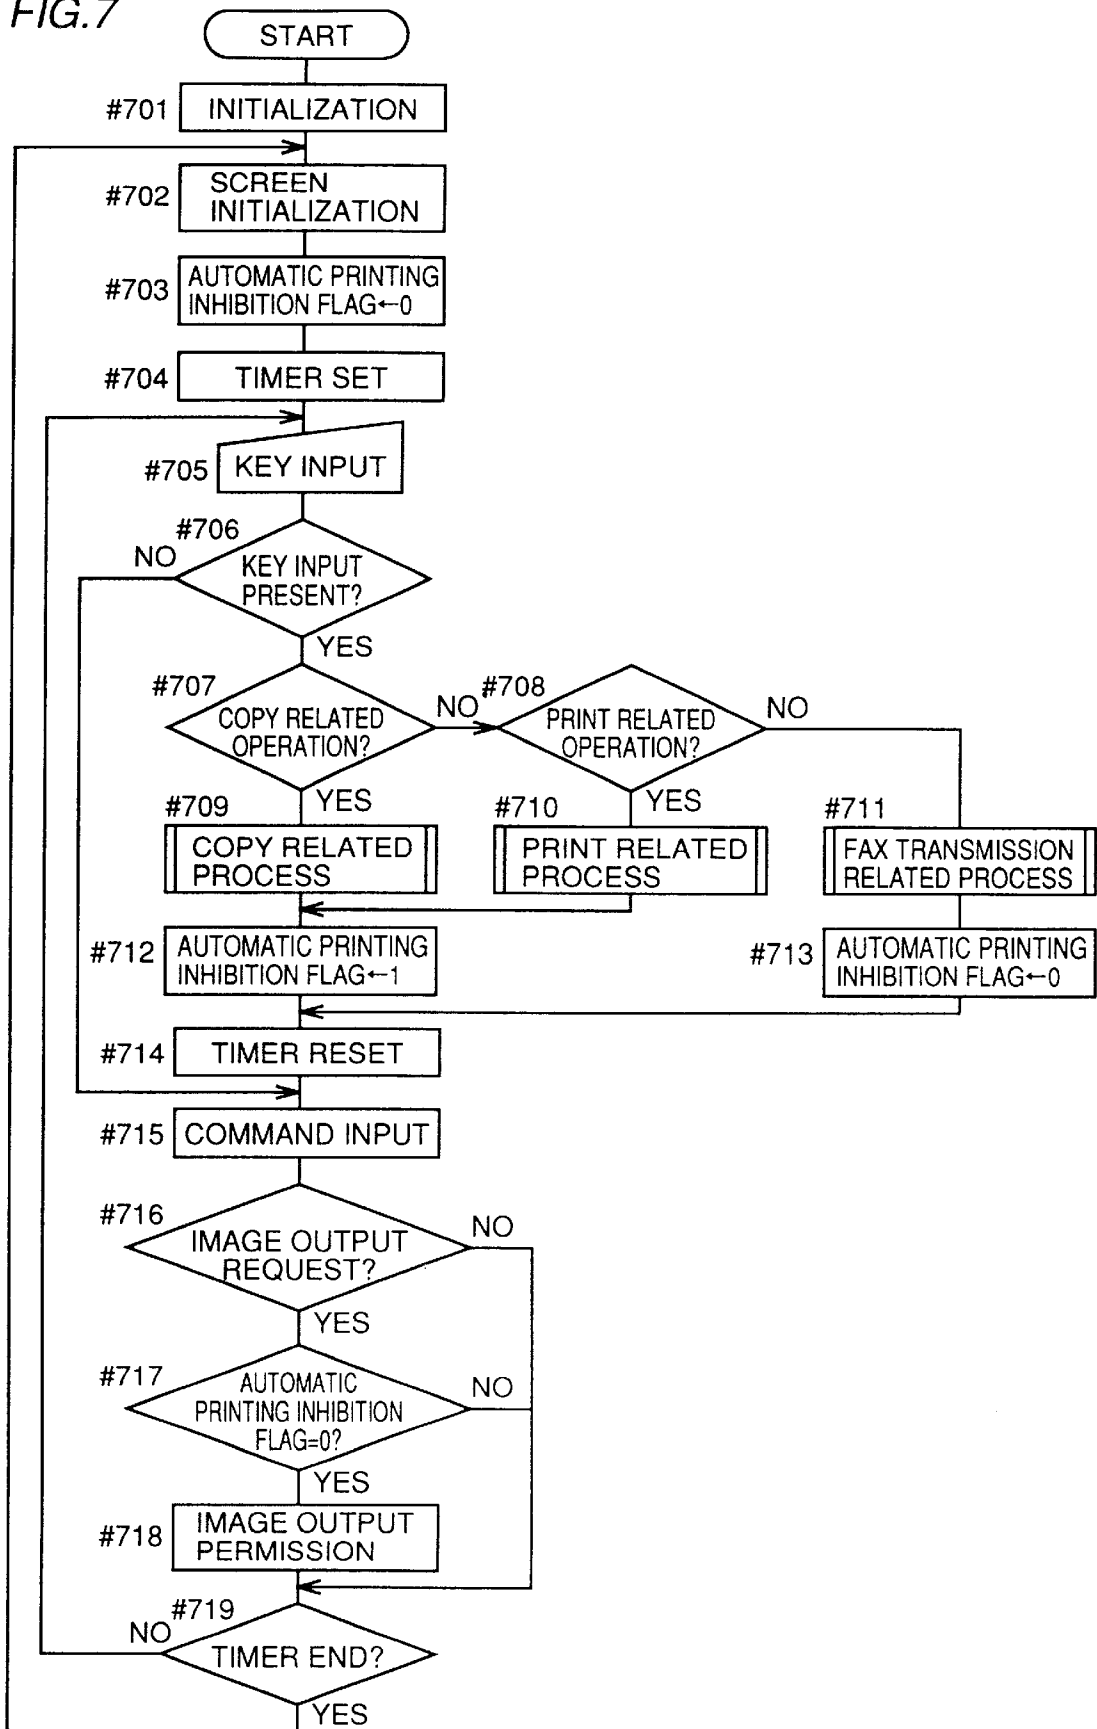 FIG.7
START
#701
INITIALIZATION
#702
SCREEN
INITIALIZATION
#703
AUTOMATIC PRINTING
INHIBITION FLAG←0
#704
TIMER SET
#705
KEY INPUT
#706
NO
KEY INPUT
PRESENT?
YES
#707
COPY RELATED
OPERATION?
NO
#708
PRINT RELATED
OPERATION?
NO
YES
YES
#709
COPY RELATED
PROCESS
#710
PRINT RELATED
PROCESS
#711
FAX TRANSMISSION
RELATED PROCESS
#712
AUTOMATIC PRINTING
INHIBITION FLAG←1
#713
AUTOMATIC PRINTING
INHIBITION FLAG←0
#714
TIMER RESET
#715
COMMAND INPUT
#716
IMAGE OUTPUT
REQUEST?
NO
YES
#717
AUTOMATIC
PRINTING INHIBITION
FLAG=0?
NO
YES
#718
IMAGE OUTPUT
PERMISSION
#719
NO
TIMER END?
YES